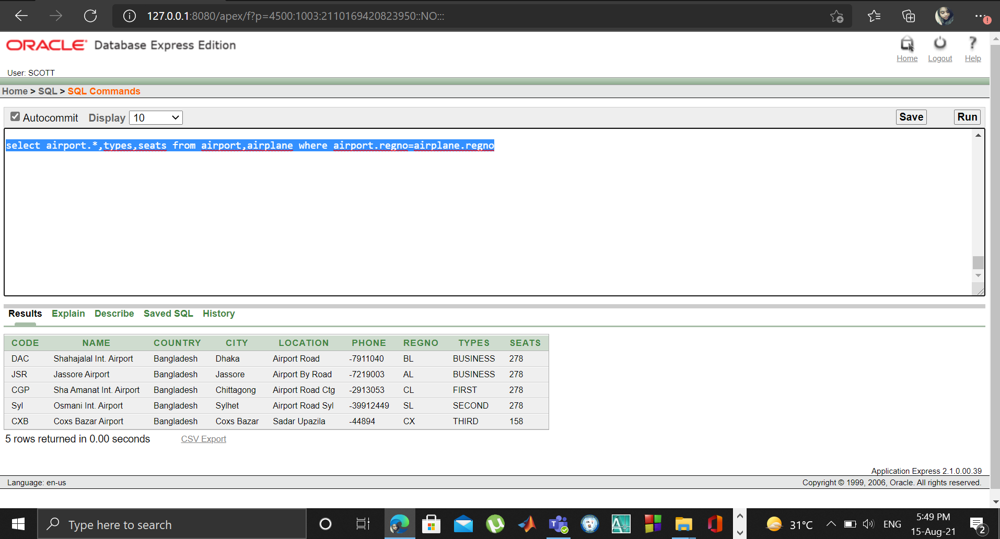 127.0.0.1:8080/apex/f?p=4500:1003:2110169420823950::NO:::
ORACLE Database Express Edition
Home Logout Help
User: SCOTT
Home > SQL > SQL Commands
Autocommit Display 10 Save Run
select airport.*,types,seats from airport,airplane where airport.regno=airplane.regno
Results Explain Describe Saved SQL History
CODE NAME COUNTRY CITY LOCATION PHONE REGNO TYPES SEATS
DAC Shahajalal Int. Airport Bangladesh Dhaka Airport Road -7911040 BL BUSINESS 278
JSR Jassore Airport Bangladesh Jassore Airport By Road -7219003 AL BUSINESS 278
CGP Sha Amanat Int. Airport Bangladesh Chittagong Airport Road Ctg -2913053 CL FIRST 278
Syl Osmani Int. Airport Bangladesh Sylhet Airport Road Syl -39912449 SL SECOND 278
CXB Coxs Bazar Airport Bangladesh Coxs Bazar Sadar Upazila -44894 CX THIRD 158
5 rows returned in 0.00 seconds CSV Export
Application Express 2.1.0.00.39
Language: en-us Copyright © 1999, 2006, Oracle. All rights reserved.
Type here to search 31°C ENG 5:49 PM
15-Aug-21 2